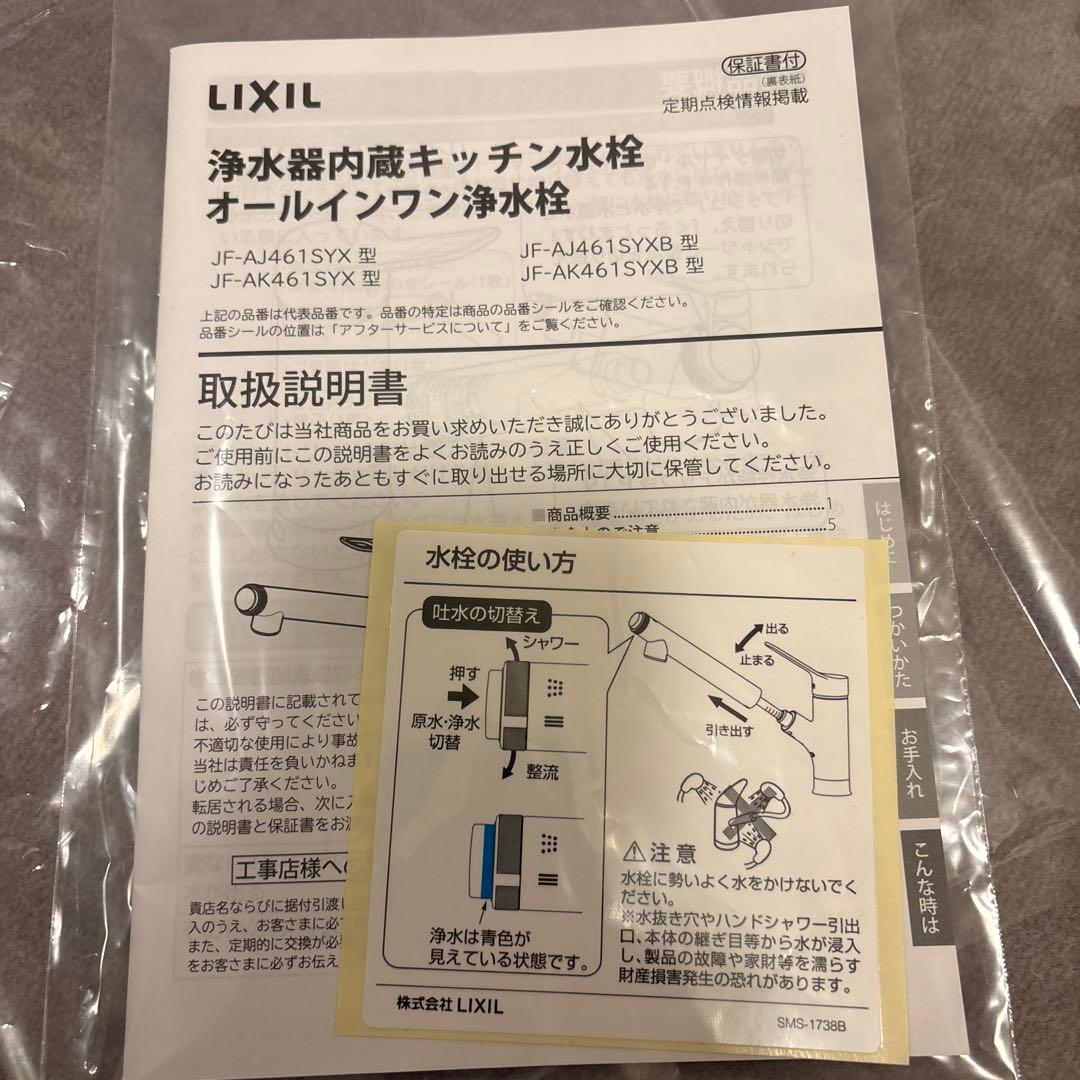 LIXIL
保証書付
(裏表紙)
定期点検情報掲載
浄水器内蔵キッチン水栓
オールインワン浄水栓
JF-AJ461SYX 型
JF-AK461SYX 型
JF-AJ461SYXB 型
JF-AK461SYXB 型
上記の品番は代表品番です。品番の特定は商品の品番シールをご確認ください。
品番シールの位置は「アフターサービスについて」をご覧ください。
取扱説明書
このたびは当社商品をお買い求めいただき誠にありがとうございました。
ご使用前にこの説明書をよくお読みのうえ正しくご使用ください。
お読みになったあともすぐに取り出せる場所に大切に保管してください。
■商品概要 1
のご注意 5
はじめに
つかいかた
お手入れ
こんな時は
この説明書に記載されて
は、必ず守ってください
不適切な使用により事故
当社は責任を負いかねま
じめご了承ください。
転居される場合、次に入
の説明書と保証書をお渡
工事店様への
貴店名ならびに据付引渡し
入のうえ、お客さまに必ず
また、定期的に交換が必要
をお客さまに必ずお伝え
水栓の使い方
吐水の切替え
シャワー
押す
原水・浄水
切替
整流
浄水は青色が
見えている状態です。
出る
止まる
引き出す
注意
水栓に勢いよく水をかけないでく
ださい。
※水抜き穴やハンドシャワー引出
口、本体の継ぎ目等から水が浸入
し、製品の故障や家財等を濡らす
財産損害発生の恐れがあります。
株式会社 LIXIL
SMS-1738B